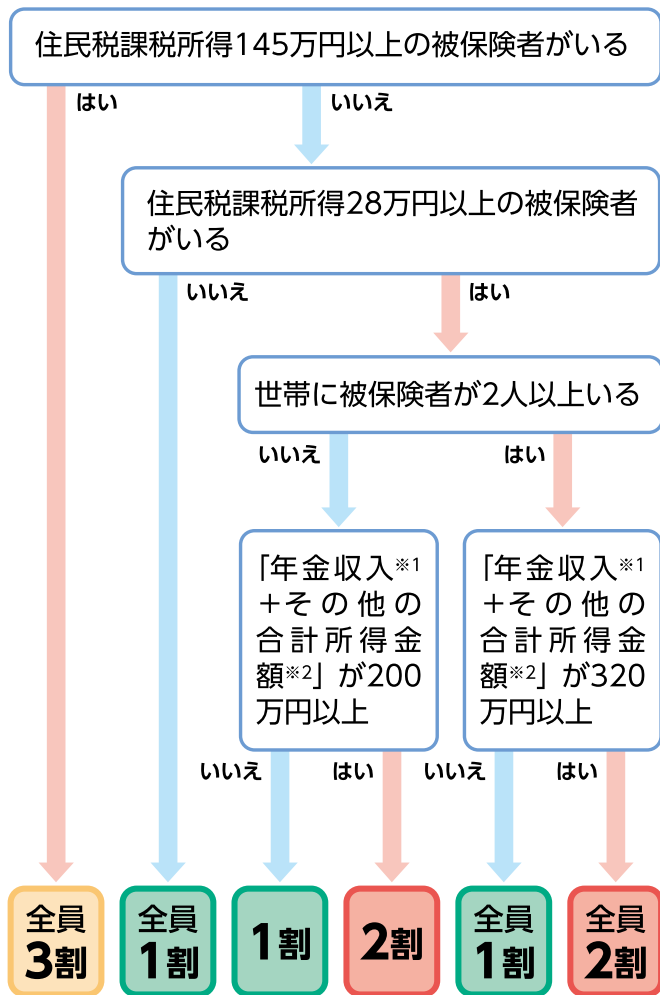 住民税課税所得145万円以上の被保険者がいる
はい
いいえ
住民税課税所得28万円以上の被保険者
がいる
いいえ
はい
世帯に被保険者が2人以上いる
いいえ
はい
「年金収入※1
＋その他の
合計所得金
額※2」が200
万円以上
「年金収入※1
＋その他の
合計所得金
額※2」が320
万円以上
いいえ
はい
いいえ
はい
全員
3割
全員
1割
1割
2割
全員
1割
全員
2割